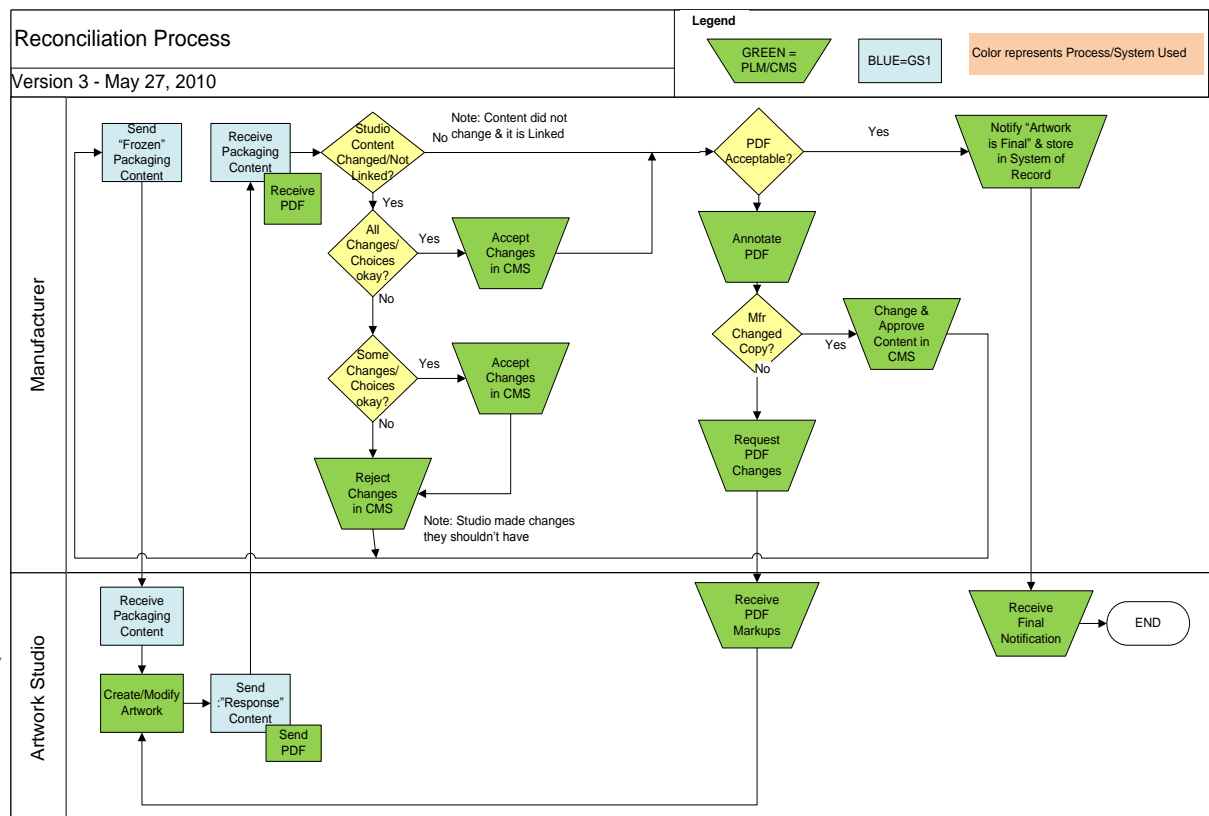 Reconciliation Process
Version 3 - May 27, 2010
Legend
GREEN =
PLM/CMS
BLUE=GS1
Color represents Process/System Used
Manufacturer
Send
“Frozen”
Packaging
Content
Receive
Packaging
Content
Receive
PDF
Studio
Content
Changed/Not
Linked?
No
Note: Content did not
change & it is Linked
PDF
Acceptable?
Yes
Notify “Artwork
is Final” & store
in System of
Record
Yes
All
Changes/
Choices
okay?
Yes
Accept
Changes
in CMS
Annotate
PDF
No
Mfr
Changed
Copy?
Yes
Change &
Approve
Content in
CMS
Some
Changes/
Choices
okay?
Yes
Accept
Changes
in CMS
No
No
Request
PDF
Changes
Reject
Changes
in CMS
Note: Studio made changes
they shouldn’t have
Artwork Studio
Receive
Packaging
Content
Receive
PDF
Markups
Receive
Final
Notification
END
Create/Modify
Artwork
Send
:”Response”
Content
Send
PDF